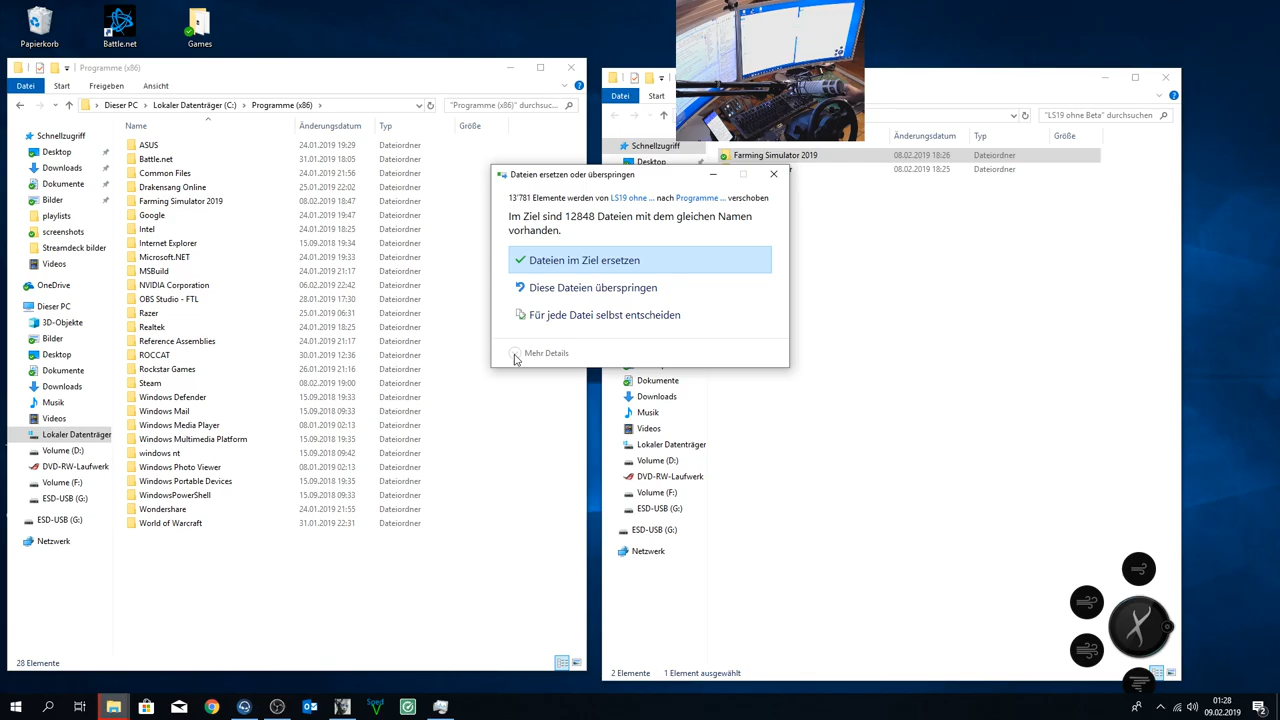 Papierkorb
Battle.net
Games
Programme (x86)
Datei
Start
Freigeben
Ansicht
Dieser PC
Lokaler Datenträger (C:)
Programme (x86)
"Programme (x86)" durchsuc...
Name
Änderungsdatum
Typ
Größe
Schnellzugriff
Desktop
Downloads
Dokumente
Bilder
playlists
screenshots
Streamdeck bilder
Videos
OneDrive
Dieser PC
3D-Objekte
Bilder
Desktop
Dokumente
Downloads
Musik
Videos
Lokaler Datenträger
Volume (D:)
DVD-RW-Laufwerk
Volume (F:)
ESD-USB (G:)
ESD-USB (G:)
Netzwerk
ASUS 24.01.2019 19:29 Dateiordner
Battle.net 31.01.2019 18:05 Dateiordner
Common Files 24.01.2019 21:56 Dateiordner
Drakensang Online 25.01.2019 22:02 Dateiordner
Farming Simulator 2019 08.02.2019 18:47 Dateiordner
Google 24.01.2019 18:26 Dateiordner
Intel 24.01.2019 18:25 Dateiordner
Internet Explorer 15.09.2018 19:34 Dateiordner
Microsoft.NET 24.01.2019 21:17 Dateiordner
MSBuild 24.01.2019 21:17 Dateiordner
NVIDIA Corporation 06.02.2019 22:42 Dateiordner
OBS Studio - FTL 28.01.2019 17:30 Dateiordner
Razer 25.01.2019 06:31 Dateiordner
Realtek 24.01.2019 18:25 Dateiordner
Reference Assemblies 24.01.2019 21:17 Dateiordner
ROCCAT 30.01.2019 12:36 Dateiordner
Rockstar Games 26.01.2019 21:16 Dateiordner
Steam 08.02.2019 19:00 Dateiordner
Windows Defender 15.09.2018 19:33 Dateiordner
Windows Mail 15.09.2018 09:33 Dateiordner
Windows Media Player 08.01.2019 02:13 Dateiordner
Windows Multimedia Platform 15.09.2018 19:35 Dateiordner
windows nt 15.09.2018 09:42 Dateiordner
Windows Photo Viewer 08.01.2019 02:13 Dateiordner
Windows Portable Devices 15.09.2018 19:35 Dateiordner
WindowsPowerShell 15.09.2018 09:33 Dateiordner
Wondershare 24.01.2019 21:55 Dateiordner
World of Warcraft 31.01.2019 22:31 Dateiordner
28 Elemente
Datei
Start
"LS19 ohne Beta" durchsuchen
Änderungsdatum
Typ
Größe
Schnellzugriff
Desktop
Farming Simulator 2019 08.02.2019 18:26 Dateiordner
08.02.2019 18:25 Dateiordner
Dateien ersetzen oder überspringen
13'781 Elemente werden von LS19 ohne ... nach Programme ... verschoben
Im Ziel sind 12848 Dateien mit dem gleichen Namen
vorhanden.
Dateien im Ziel ersetzen
Diese Dateien überspringen
Für jede Datei selbst entscheiden
Mehr Details
Dokumente
Downloads
Musik
Videos
Lokaler Datenträger
Volume (D:)
DVD-RW-Laufwerk
Volume (F:)
ESD-USB (G:)
ESD-USB (G:)
Netzwerk
2 Elemente
1 Element ausgewählt
01:28
09.02.2019
2